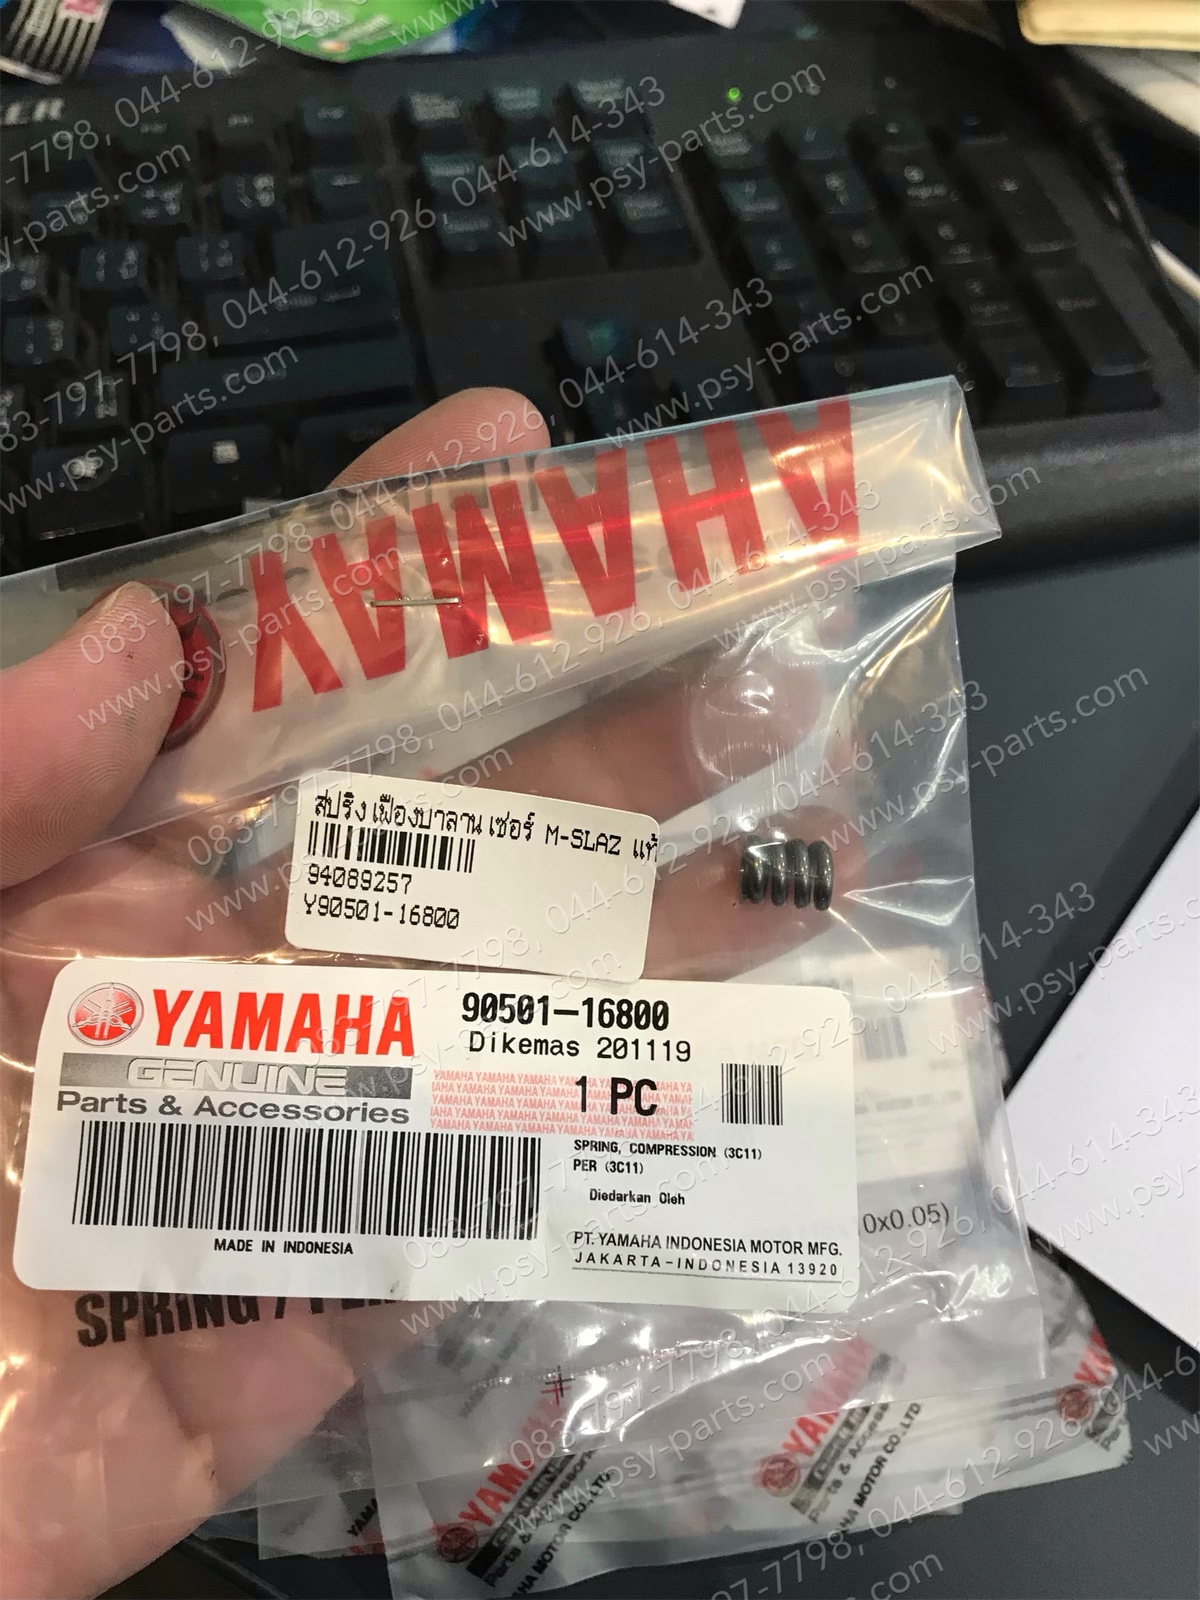 YAMAHA
สปริงเฟืองบาลานเซอร์ M-SLAZ แท้
94089257
Y90501-16800
YAMAHA
90501-16800
Dikemas 201119
GENUINE
Parts & Accessories
1 PC
SPRING, COMPRESSION (3C11)
PER (3C11)
Diedarkan Oleh
MADE IN INDONESIA
PT. YAMAHA INDONESIA MOTOR MFG.
JAKARTA-INDONESIA 13920
0x0.05)
SPRING /
083-797-7798, 044-612-926, 044-614-343
www.psy-parts.com